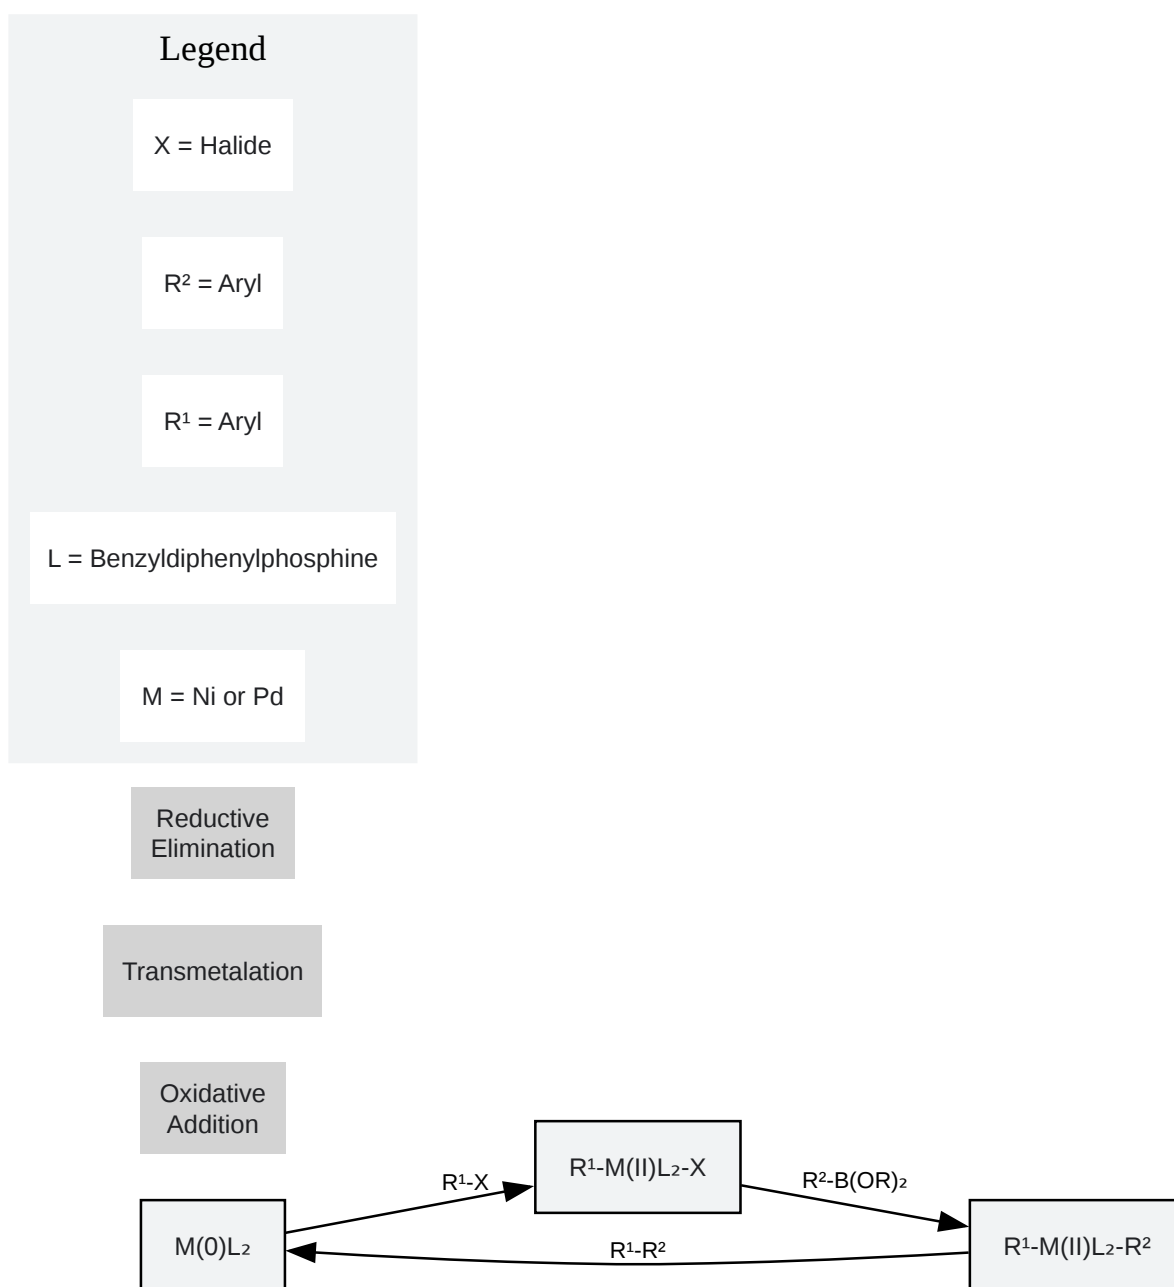 Legend
X = Halide
R² = Aryl
R¹ = Aryl
L = Benzyldiphenylphosphine
M = Ni or Pd
Reductive
Elimination
Transmetalation
Oxidative
Addition
R¹-M(II)L₂-X
R¹-X
R²-B(OR)₂
M(0)L₂
R¹-R²
R¹-M(II)L₂-R²